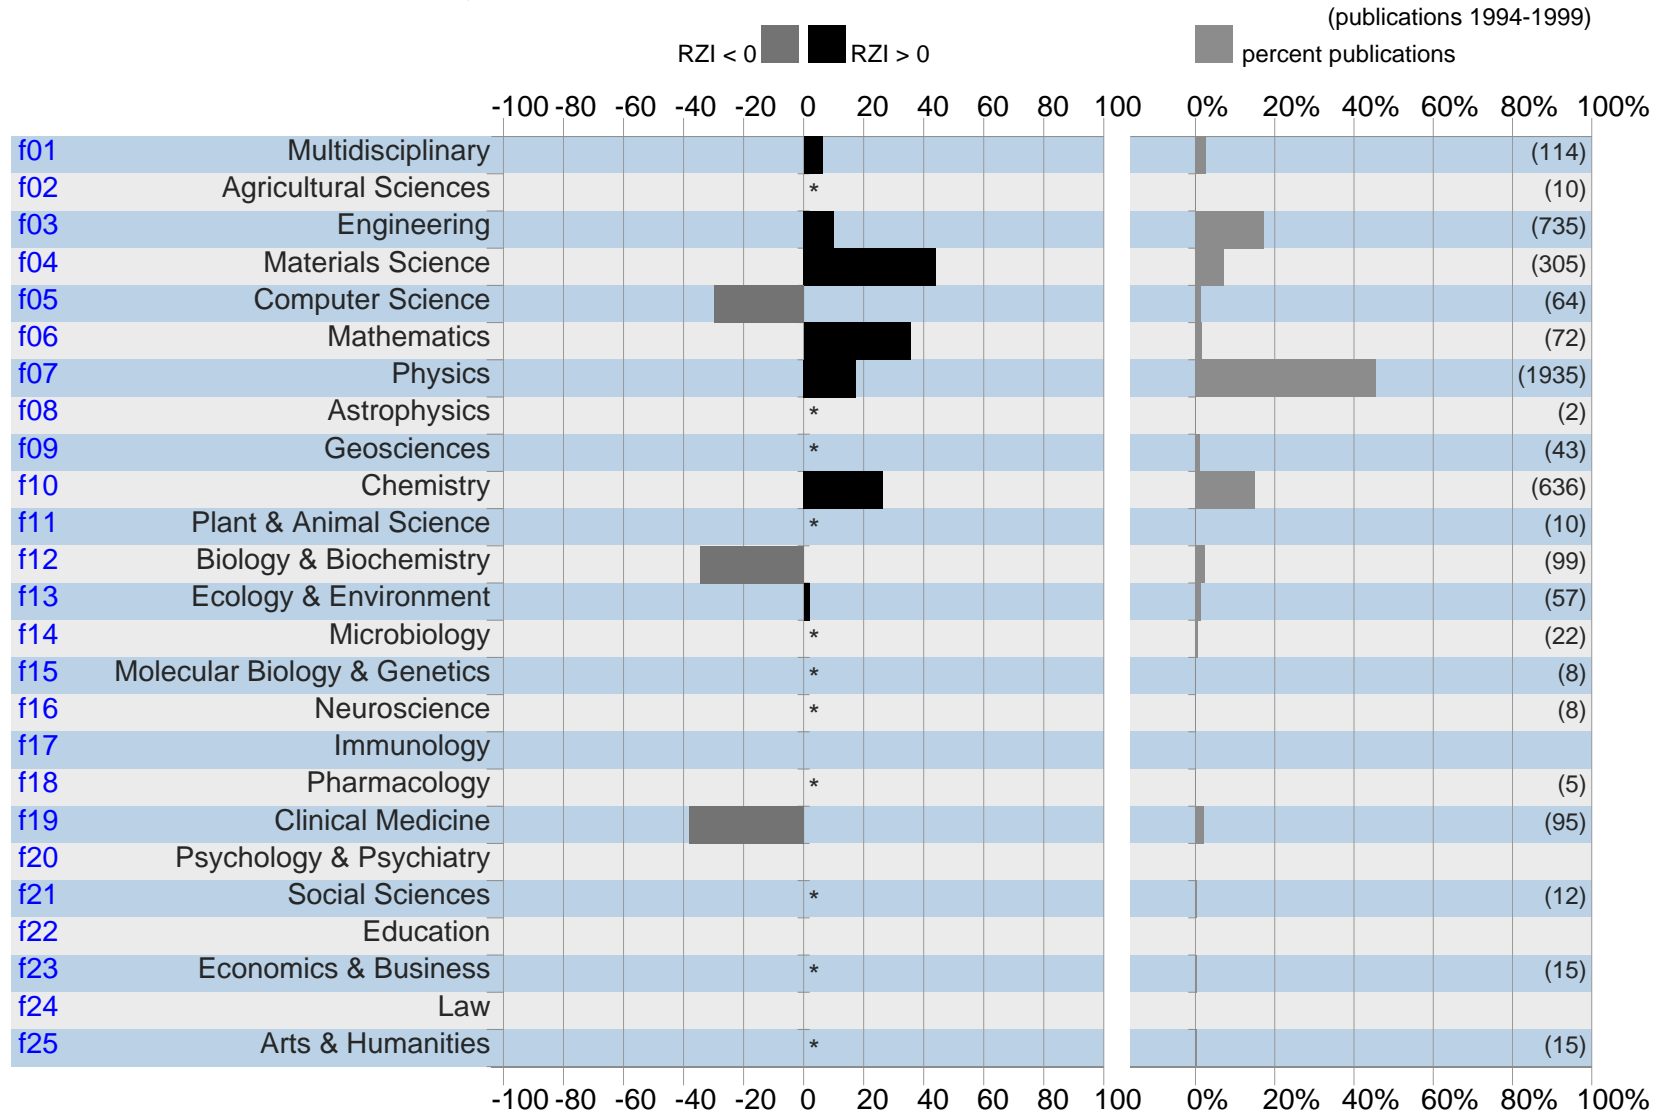 (publications 1994-1999)
RZI < 0 RZI > 0 percent publications
-100 -80 -60 -40 -20 0 20 40 60 80 100 0% 20% 40% 60% 80% 100%
f01 Multidisciplinary (114)
f02 Agricultural Sciences * (10)
f03 Engineering (735)
f04 Materials Science (305)
f05 Computer Science (64)
f06 Mathematics (72)
f07 Physics (1935)
f08 Astrophysics * (2)
f09 Geosciences * (43)
f10 Chemistry (636)
f11 Plant & Animal Science * (10)
f12 Biology & Biochemistry (99)
f13 Ecology & Environment (57)
f14 Microbiology * (22)
f15 Molecular Biology & Genetics * (8)
f16 Neuroscience * (8)
f17 Immunology
f18 Pharmacology * (5)
f19 Clinical Medicine (95)
f20 Psychology & Psychiatry
f21 Social Sciences * (12)
f22 Education
f23 Economics & Business * (15)
f24 Law
f25 Arts & Humanities * (15)
-100 -80 -60 -40 -20 0 20 40 60 80 100 0% 20% 40% 60% 80% 100%